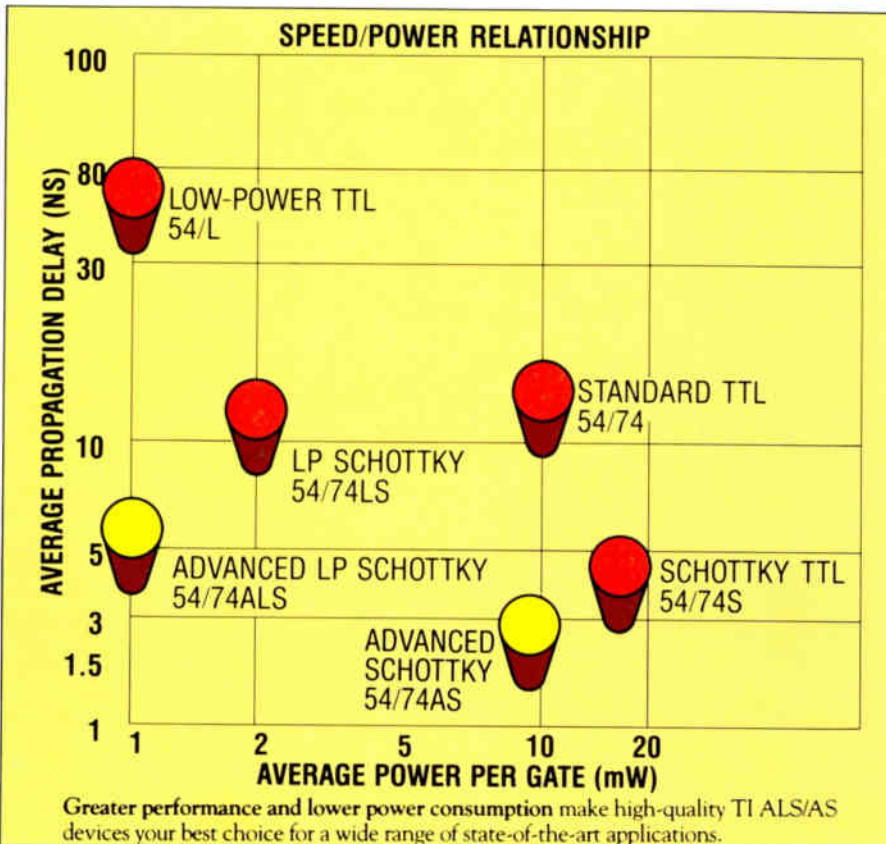 SPEED/POWER RELATIONSHIP
AVERAGE PROPAGATION DELAY (NS)
100
80
30
10
5
3
1.5
1
LOW-POWER TTL
54/L
LP SCHOTTKY
54/74LS
STANDARD TTL
54/74
ADVANCED LP SCHOTTKY
54/74ALS
ADVANCED
SCHOTTKY
54/74AS
SCHOTTKY TTL
54/74S
1
2
5
10
20
AVERAGE POWER PER GATE (mW)
Greater performance and lower power consumption make high-quality TI ALS/AS
devices your best choice for a wide range of state-of-the-art applications.